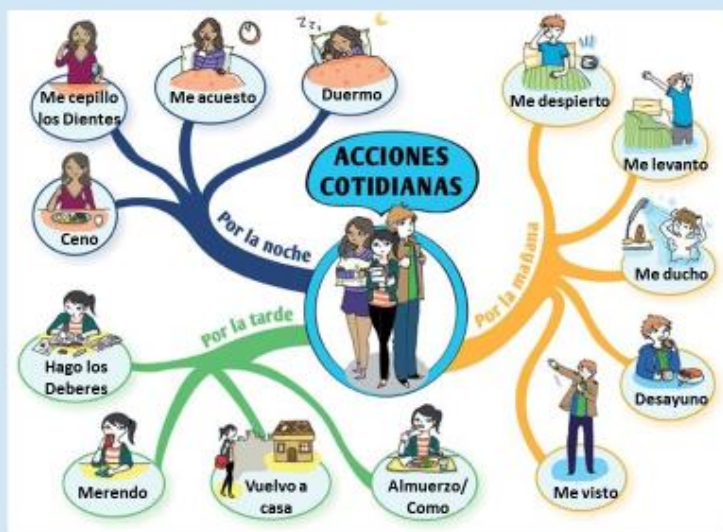 ACCIONES
COTIDIANAS
Por la mañana
Me despierto
Me levanto
Me ducho
Desayuno
Me visto
Por la tarde
Almuerzo/
Como
Vuelvo a
casa
Merendo
Hago los
Deberes
Por la noche
Ceno
Me cepillo
los Dientes
Me acuesto
Duermo
zzz